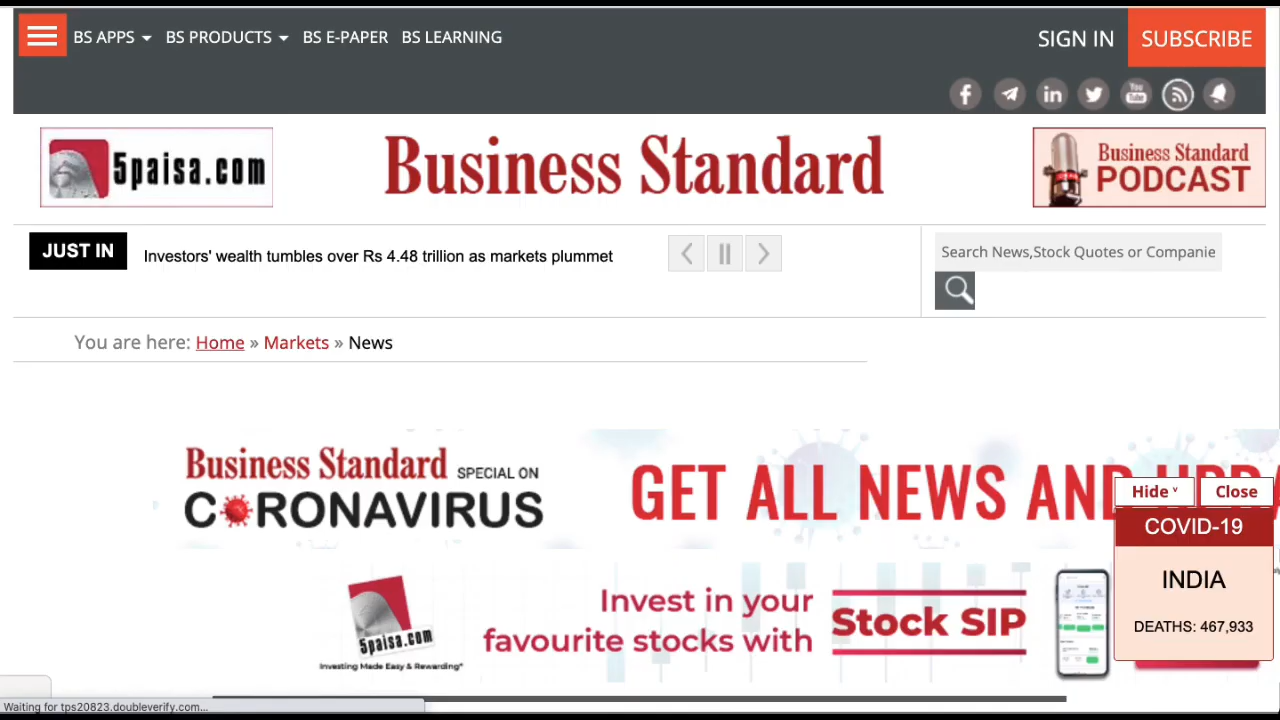 BS APPS BS PRODUCTS BS E-PAPER BS LEARNING
SIGN IN SUBSCRIBE
You Tube
5paisa.com
Business Standard
Business Standard
PODCAST
JUST IN Investors' wealth tumbles over Rs 4.48 trillion as markets plummet
Search News,Stock Quotes or Companie
You are here: Home » Markets » News
Business Standard SPECIAL ON
CORONAVIRUS
GET ALL NEWS AND
Hide ˅ Close
COVID-19
INDIA
DEATHS: 467,933
5paisa.com
Investing Made Easy & Rewarding*
Invest in your
favourite stocks with
Stock SIP
Waiting for tps20823.doubleverify.com...